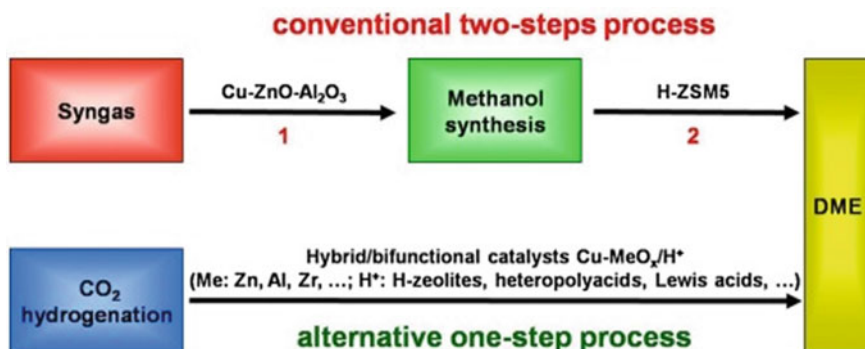 conventional two-steps process
Syngas
Cu-ZnO-Al₂O₃
1
Methanol
synthesis
H-ZSM5
2
DME
CO₂
hydrogenation
Hybrid/bifunctional catalysts Cu-MeOₓ/H⁺
(Me: Zn, Al, Zr, ...; H⁺: H-zeolites, heteropolyacids, Lewis acids, ...)
alternative one-step process